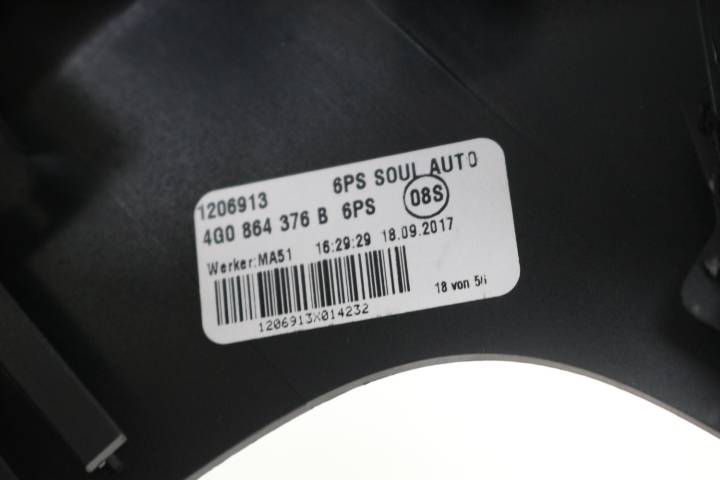 1206913 6PS SOUL AUTO
4G0 864 376 B 6PS 08S
Werker:MA51 16:29:29 18.09.2017
18 von
1206913X014232